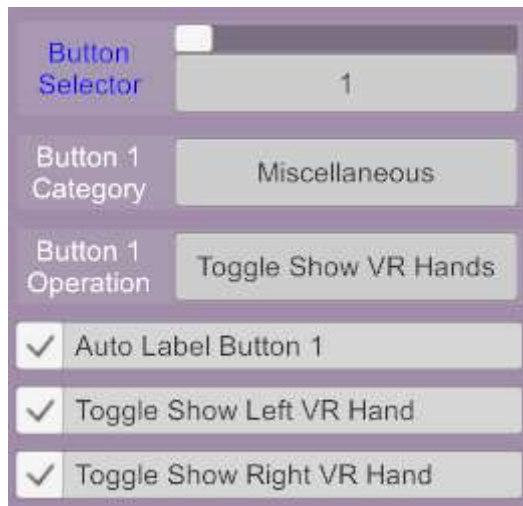 Button
Selector
1
Button 1
Category
Miscellaneous
Button 1
Operation
Toggle Show VR Hands
Auto Label Button 1
Toggle Show Left VR Hand
Toggle Show Right VR Hand